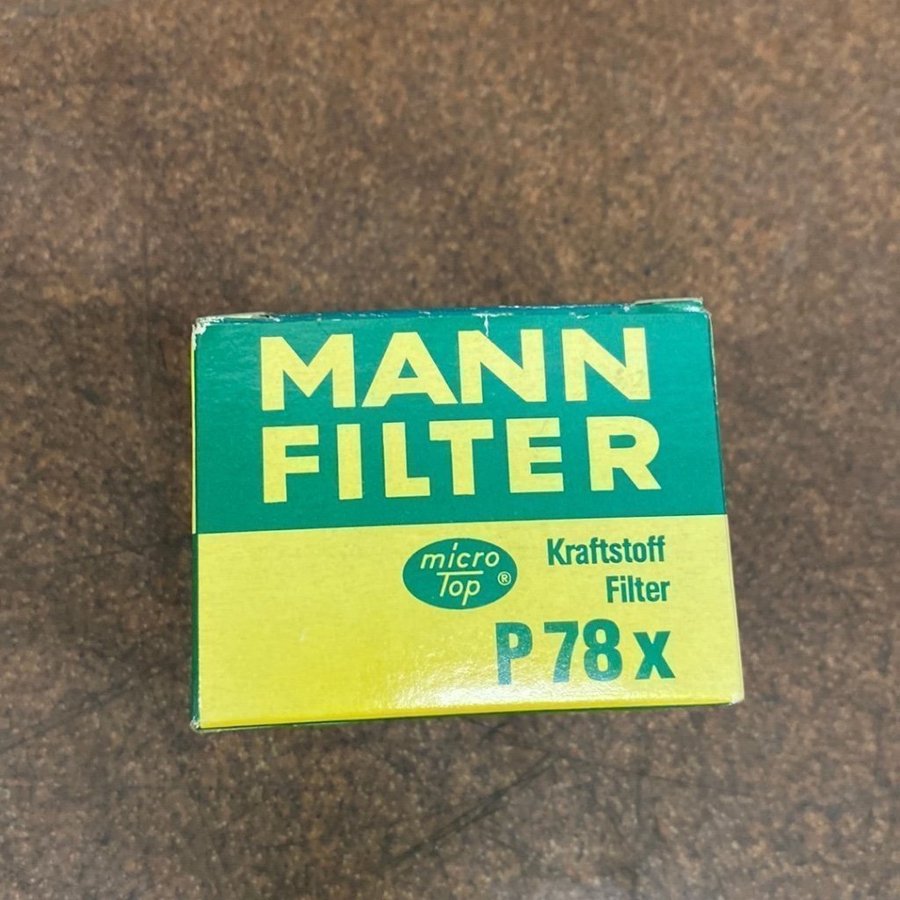 MANN
FILTER
micro
Top®
Kraftstoff
Filter
P 78 x